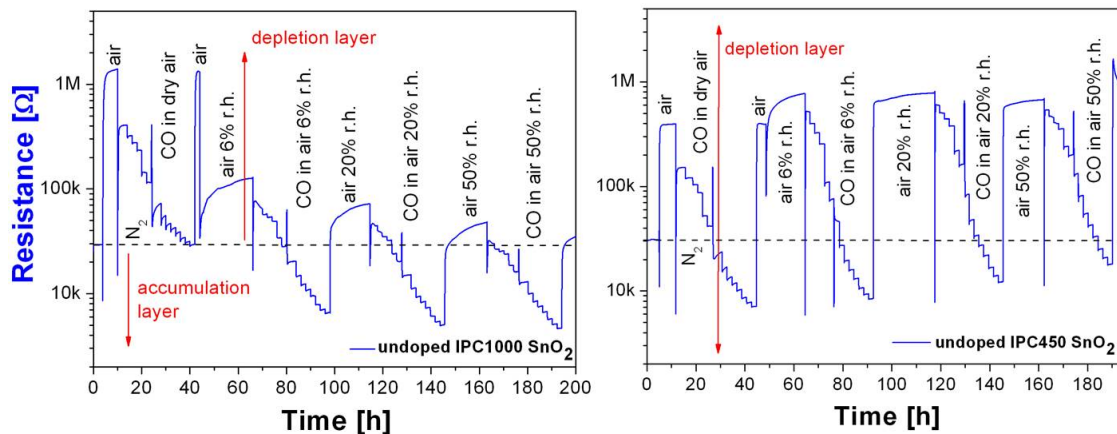 Resistance [Ω]
1M
100k
10k
air
CO in dry air
air
depletion layer
air 6% r.h.
CO in air 6% r.h.
air 20% r.h.
CO in air 20% r.h.
air 50% r.h.
CO in air 50% r.h.
N₂
accumulation
layer
undoped IPC1000 SnO₂
0 20 40 60 80 100 120 140 160 180 200
Time [h]
1M
100k
10k
air
CO in dry air
depletion layer
air
air 6% r.h.
CO in air 6% r.h.
air 20% r.h.
CO in air 20% r.h.
air 50% r.h.
CO in air 50% r.h.
N₂
undoped IPC450 SnO₂
0 20 40 60 80 100 120 140 160 180
Time [h]